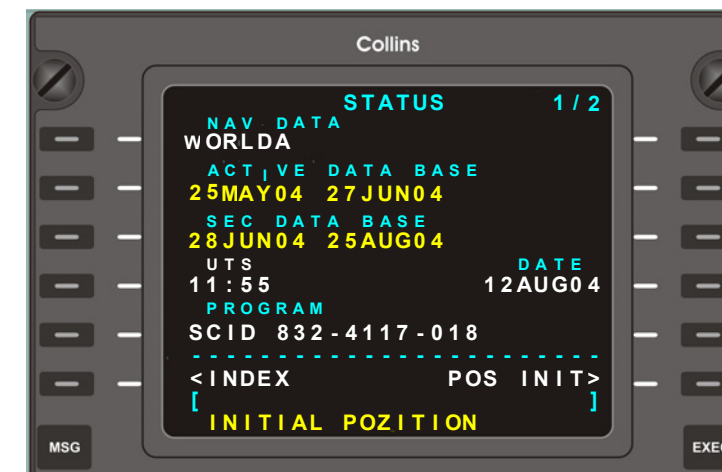 Collins
STATUS 1/2
NAV DATA
WORLDA
ACTIVE DATA BASE
25MAY04 27JUN04
SEC DATA BASE
28JUN04 25AUG04
UTS DATE
11:55 12AUG04
PROGRAM
SCID 832-4117-018
--------------------------
<INDEX POS INIT>
[ ]
INITIAL POZITION
MSG EXEC